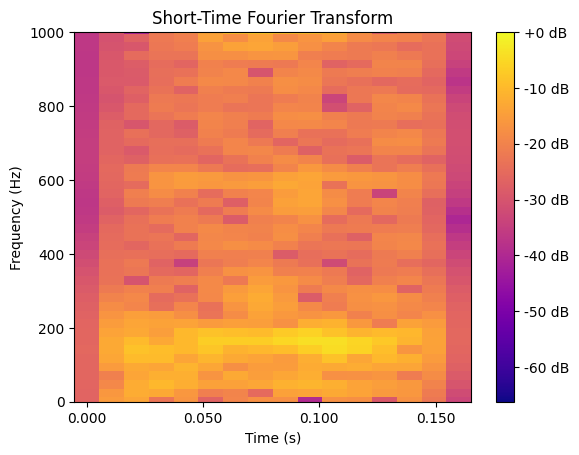 Short-Time Fourier Transform
1000
800
600
400
200
0
Frequency (Hz)
0.000
0.050
0.100
0.150
Time (s)
+0 dB
-10 dB
-20 dB
-30 dB
-40 dB
-50 dB
-60 dB